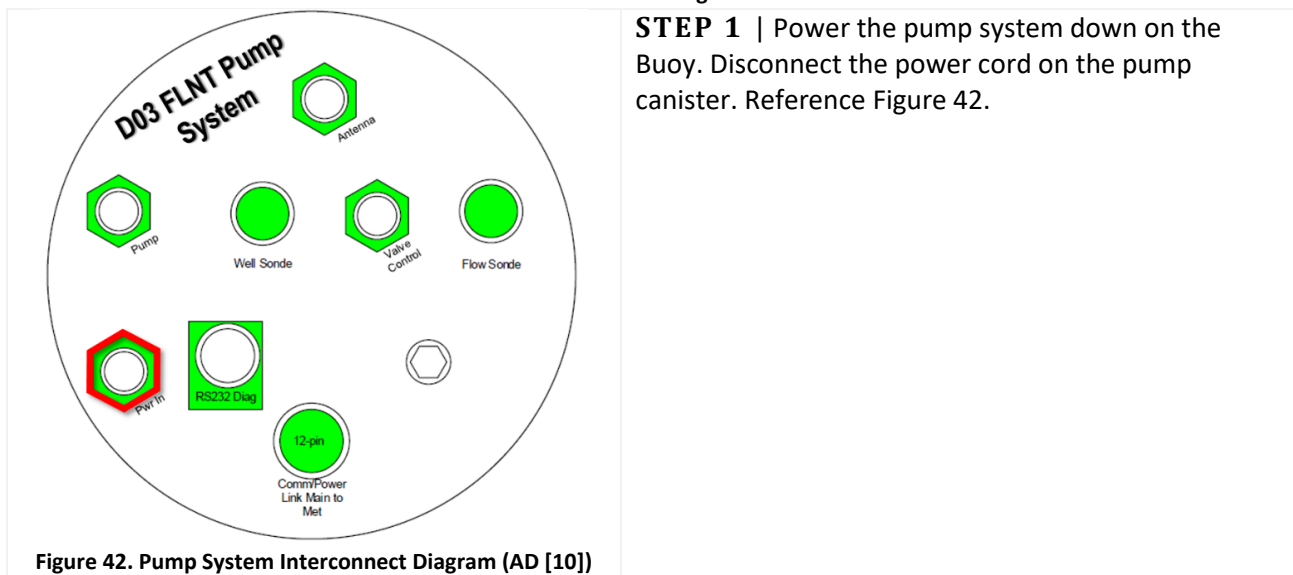 D03 FLNT Pump
System
Antenna
Pump
Well Sonde
Valve
Control
Flow Sonde
Pwr In
RS232 Diag
12-pin
Comm/Power
Link Main to
Met
Figure 42. Pump System Interconnect Diagram (AD [10])
STEP 1 | Power the pump system down on the
Buoy. Disconnect the power cord on the pump
canister. Reference Figure 42.